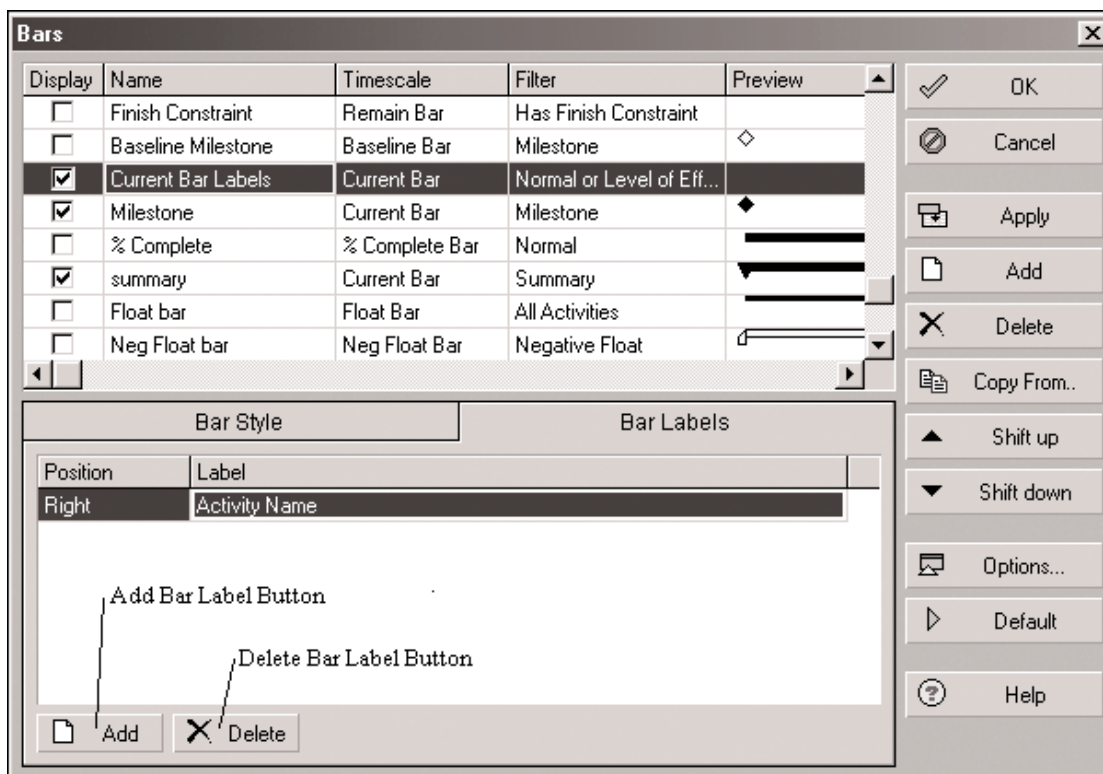 Bars
Display Name Timescale Filter Preview
Finish Constraint Remain Bar Has Finish Constraint
Baseline Milestone Baseline Bar Milestone
Current Bar Labels Current Bar Normal or Level of Eff...
Milestone Current Bar Milestone
% Complete % Complete Bar Normal
summary Current Bar Summary
Float bar Float Bar All Activities
Neg Float bar Neg Float Bar Negative Float
Bar Style Bar Labels
Position Label
Right Activity Name
Add Bar Label Button
Delete Bar Label Button
Add Delete
OK
Cancel
Apply
Add
Delete
Copy From..
Shift up
Shift down
Options...
Default
Help